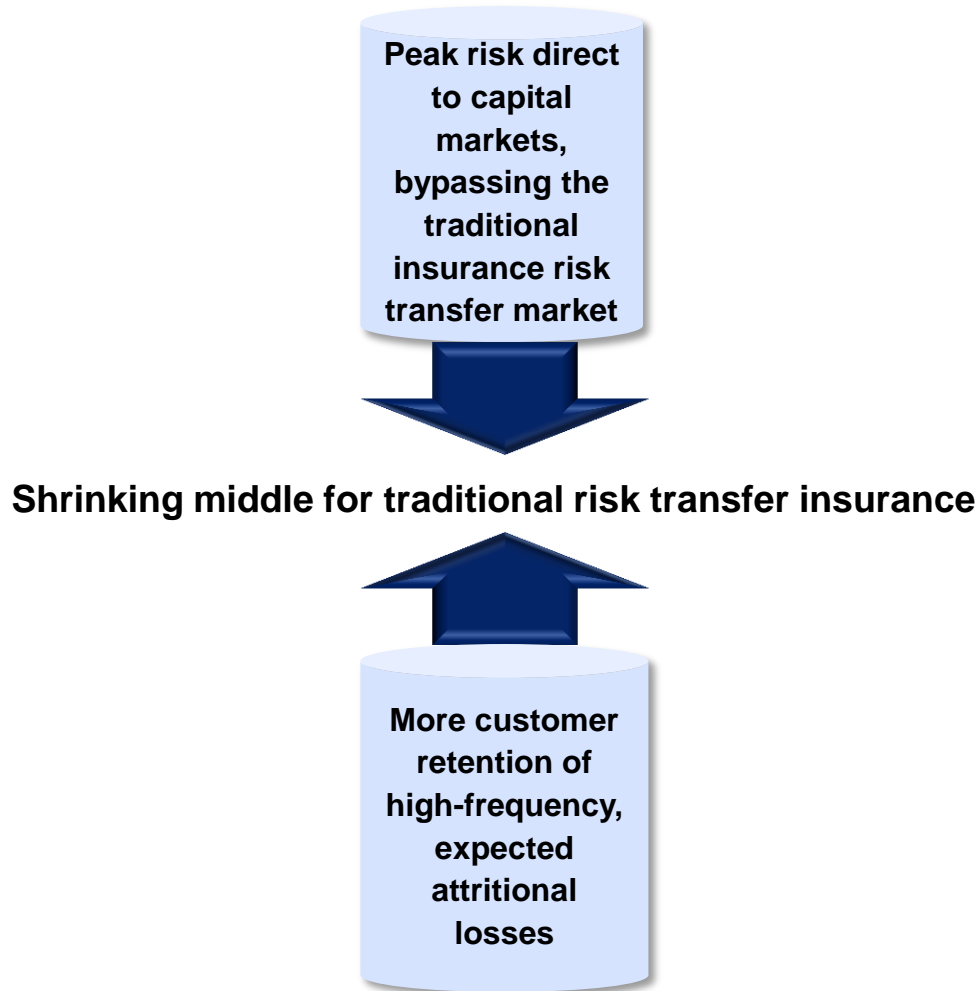 Peak risk direct
to capital
markets,
bypassing the
traditional
insurance risk
transfer market
Shrinking middle for traditional risk transfer insurance
More customer
retention of
high-frequency,
expected
attritional
losses